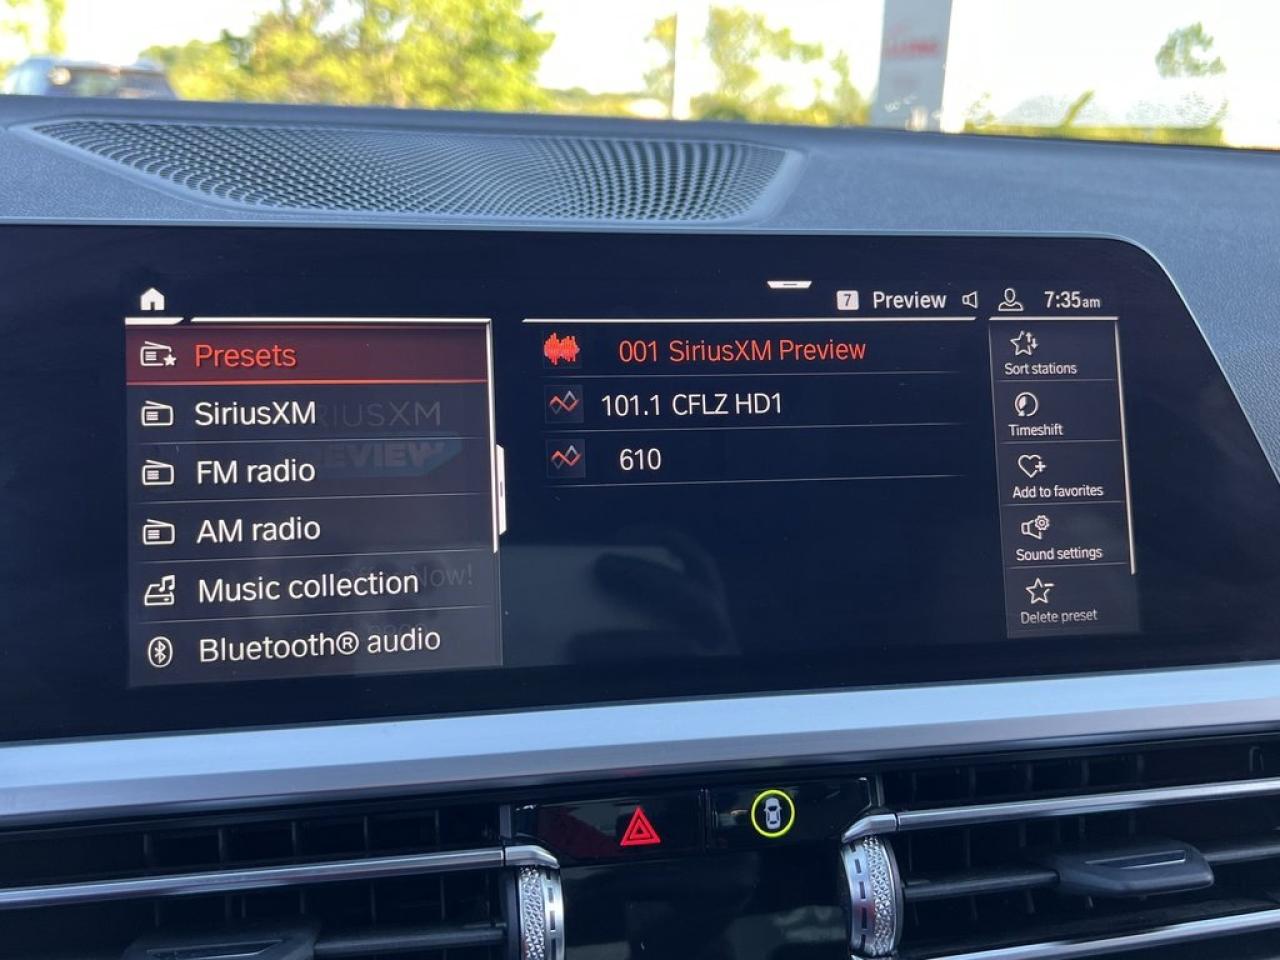 7 Preview 7:35am
Presets
SiriusXM
FM radio
AM radio
Music collection
Bluetooth® audio
001 SiriusXM Preview
101.1 CFLZ HD1
610
Sort stations
Timeshift
Add to favorites
Sound settings
Delete preset